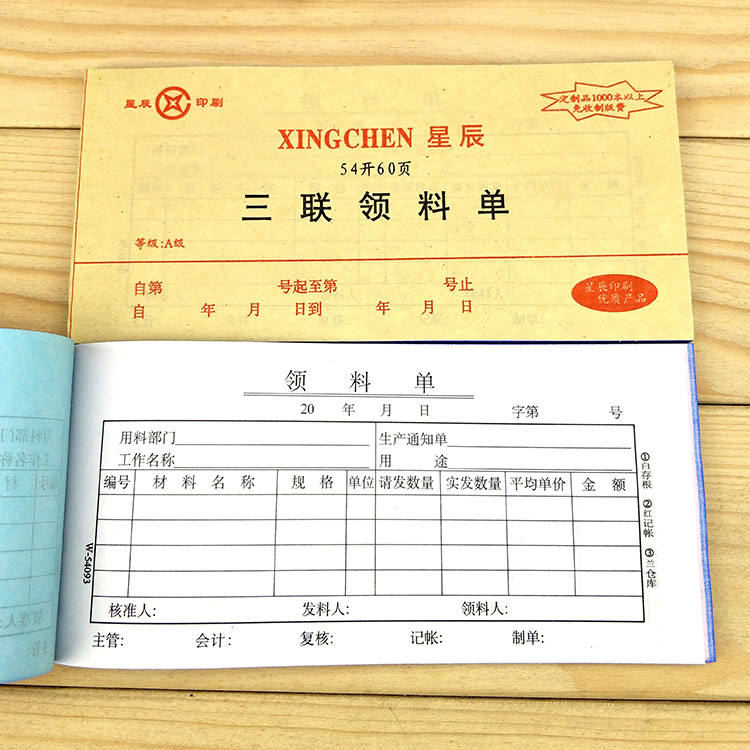 星辰 印刷
定制品1000本以上
免收制版费
XINGCHEN 星辰
54开60页
三联领料单
等级:A级
自第 号起至第 号止
自 年 月 日到 年 月 日
星辰印刷
优质产品
领 料 单
20 年 月 日 字第 号
用料部门 生产通知单
工作名称 用 途
编号 材 料 名 称 规 格 单位 请发数量 实发数量 平均单价 金 额
①白存根 ②红记帐 ③兰仓库
W-54093
核准人: 发料人: 领料人:
主管: 会计: 复核: 记帐: 制单: